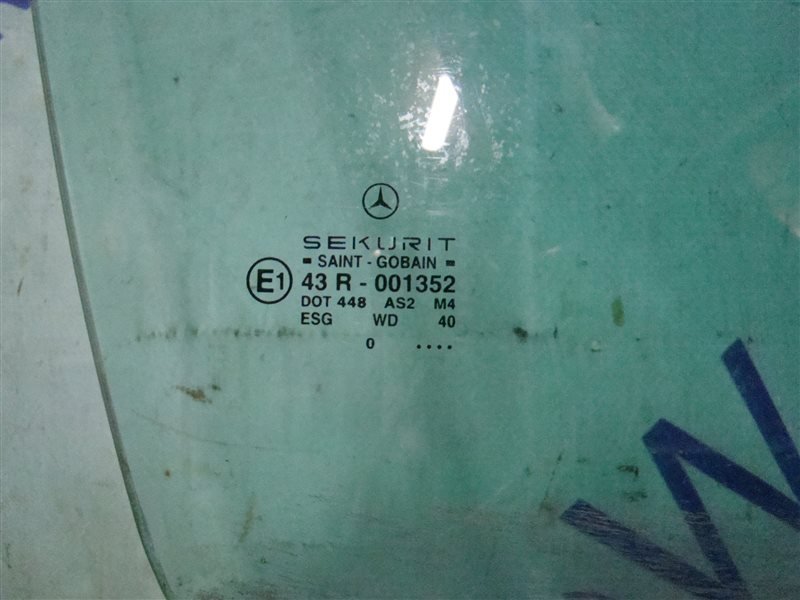 SEKURIT
SAINT - GOBAIN
E1 43 R - 001352
DOT 448 AS2 M4
ESG WD 40
0 ....
W